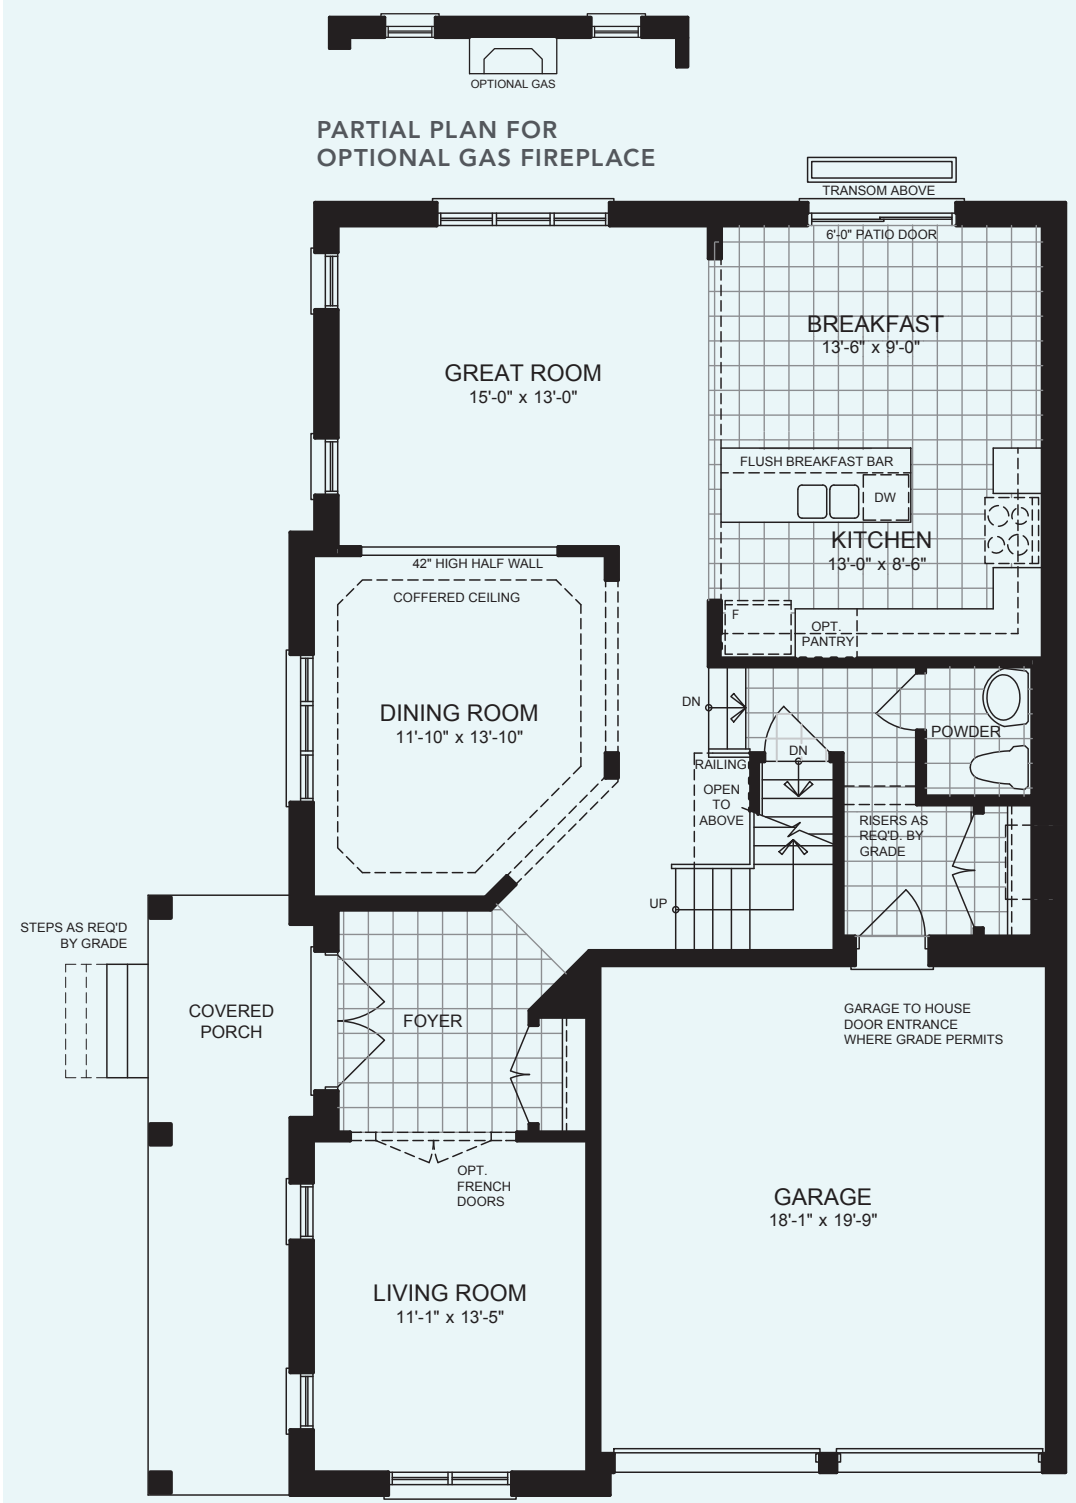 OPTIONAL GAS
PARTIAL PLAN FOR
OPTIONAL GAS FIREPLACE
TRANSOM ABOVE
6'-0" PATIO DOOR
BREAKFAST
13'-6" x 9'-0"
GREAT ROOM
15'-0" x 13'-0"
FLUSH BREAKFAST BAR
DW
KITCHEN
13'-0" x 8'-6"
42" HIGH HALF WALL
COFFERED CEILING
F
OPT.
PANTRY
DINING ROOM
11'-10" x 13'-10"
DN
POWDER
DN
RAILING
OPEN
TO
ABOVE
RISERS AS
REQ'D. BY
GRADE
UP
STEPS AS REQ'D
BY GRADE
COVERED
PORCH
FOYER
GARAGE TO HOUSE
DOOR ENTRANCE
WHERE GRADE PERMITS
OPT.
FRENCH
DOORS
GARAGE
18'-1" x 19'-9"
LIVING ROOM
11'-1" x 13'-5"